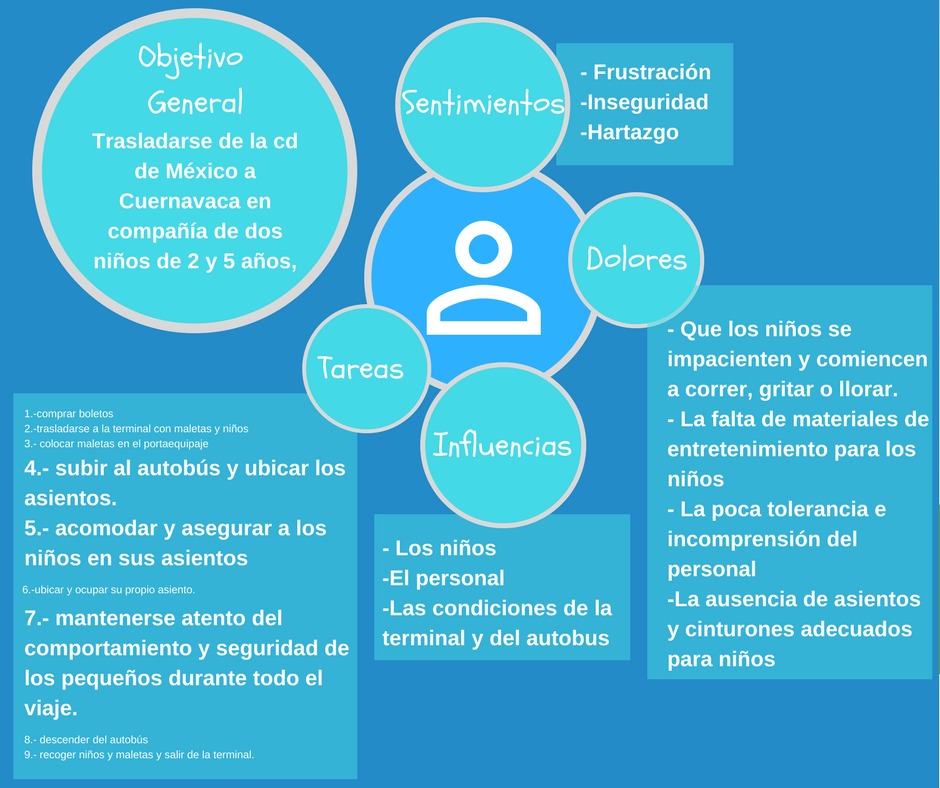 Objetivo
General
Trasladarse de la cd
de México a
Cuernavaca en
compañía de dos
niños de 2 y 5 años,
Sentimientos
- Frustración
-Inseguridad
-Hartazgo
Dolores
- Que los niños se
impacienten y comiencen
a correr, gritar o llorar.
- La falta de materiales de
entretenimiento para los
niños
- La poca tolerancia e
incomprensión del
personal
-La ausencia de asientos
y cinturones adecuados
para niños
Tareas
1.-comprar boletos
2.-trasladarse a la terminal con maletas y niños
3.- colocar maletas en el portaequipaje
4.- subir al autobús y ubicar los
asientos.
5.- acomodar y asegurar a los
niños en sus asientos
6.-ubicar y ocupar su propio asiento.
7.- mantenerse atento del
comportamiento y seguridad de
los pequeños durante todo el
viaje.
8.- descender del autobús
9.- recoger niños y maletas y salir de la terminal.
Influencias
- Los niños
-El personal
-Las condiciones de la
terminal y del autobus